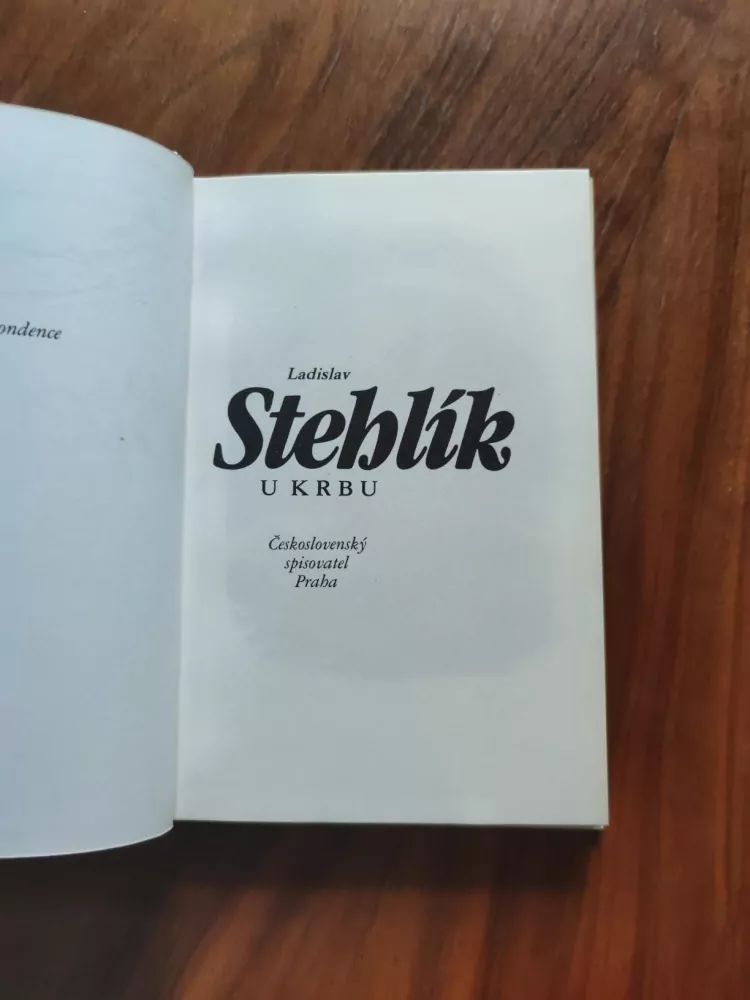 ondence
Ladislav
Stehlík
U KRBU
Československý
spisovatel
Praha